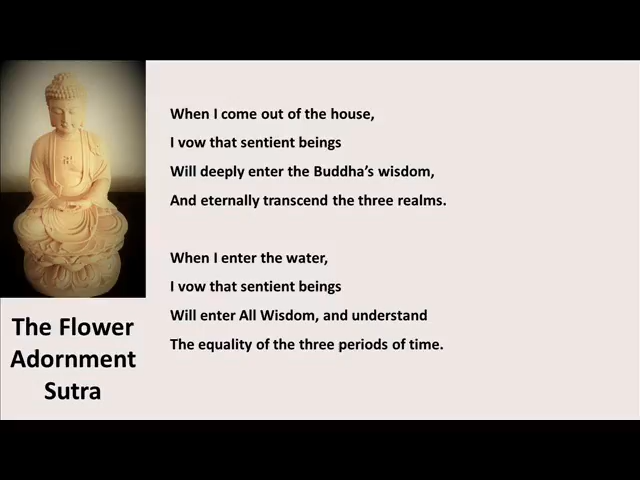 When I come out of the house,
I vow that sentient beings
Will deeply enter the Buddha's wisdom,
And eternally transcend the three realms.
When I enter the water,
I vow that sentient beings
Will enter All Wisdom, and understand
The equality of the three periods of time.
The Flower
Adornment
Sutra